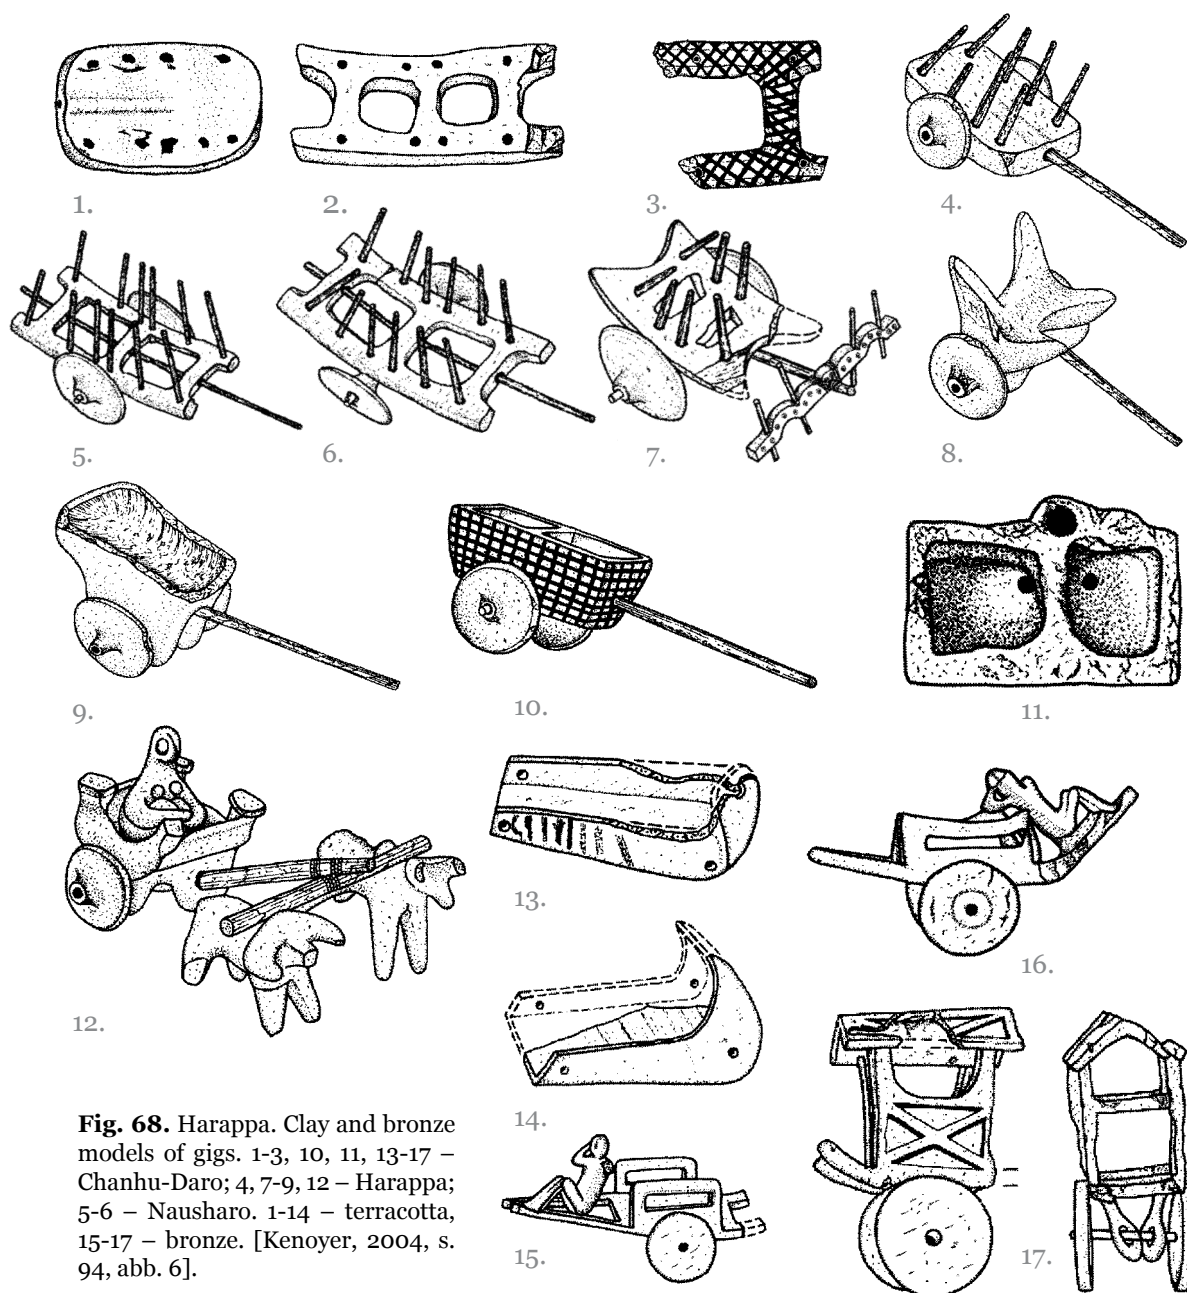 1.
2.
3.
4.
5.
6.
7.
8.
9.
10.
11.
12.
13.
16.
14.
15.
17.
Fig. 68. Harappa. Clay and bronze
models of gigs. 1-3, 10, 11, 13-17 –
Chanhu-Daro; 4, 7-9, 12 – Harappa;
5-6 – Nausharo. 1-14 – terracotta,
15-17 – bronze. [Kenoyer, 2004, s.
94, abb. 6].